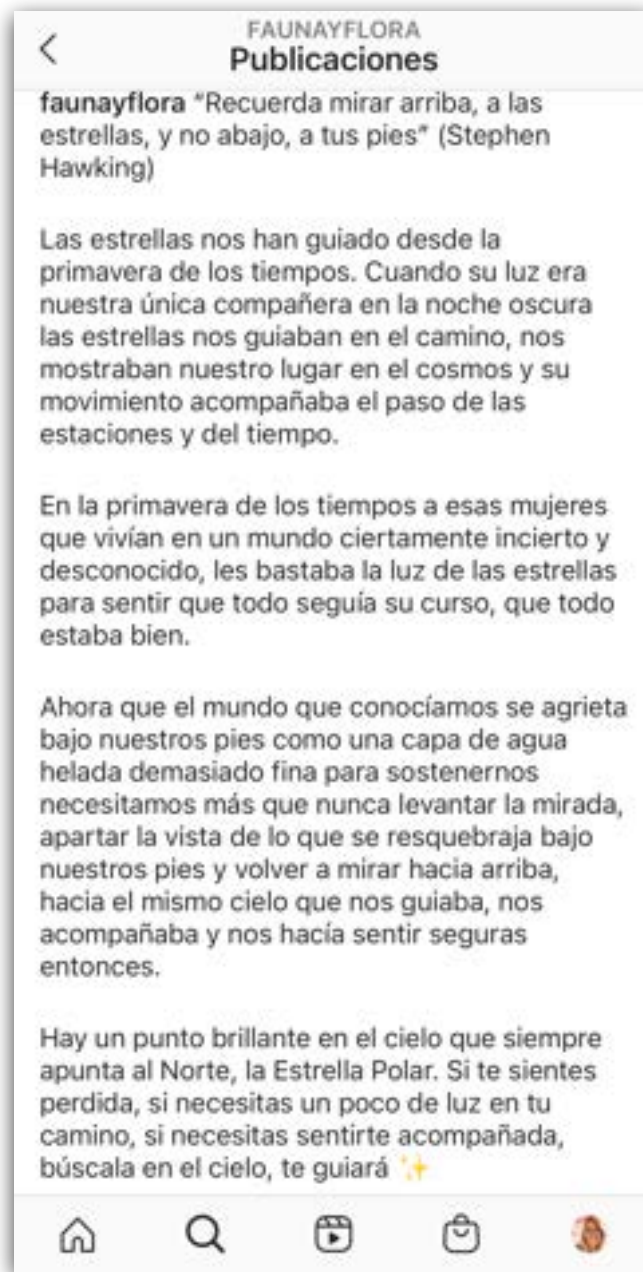 FAUNAYFLORA
Publicaciones
faunayflora "Recuerda mirar arriba, a las
estrellas, y no abajo, a tus pies" (Stephen
Hawking)
Las estrellas nos han guiado desde la
primavera de los tiempos. Cuando su luz era
nuestra única compañera en la noche oscura
las estrellas nos guiaban en el camino, nos
mostraban nuestro lugar en el cosmos y su
movimiento acompañaba el paso de las
estaciones y del tiempo.
En la primavera de los tiempos a esas mujeres
que vivían en un mundo ciertamente incierto y
desconocido, les bastaba la luz de las estrellas
para sentir que todo seguía su curso, que todo
estaba bien.
Ahora que el mundo que conocíamos se agrieta
bajo nuestros pies como una capa de agua
helada demasiado fina para sostenernos
necesitamos más que nunca levantar la mirada,
apartar la vista de lo que se resquebraja bajo
nuestros pies y volver a mirar hacia arriba,
hacia el mismo cielo que nos guiaba, nos
acompañaba y nos hacía sentir seguras
entonces.
Hay un punto brillante en el cielo que siempre
apunta al Norte, la Estrella Polar. Si te sientes
perdida, si necesitas un poco de luz en tu
camino, si necesitas sentirte acompañada,
búscala en el cielo, te guiará ✨